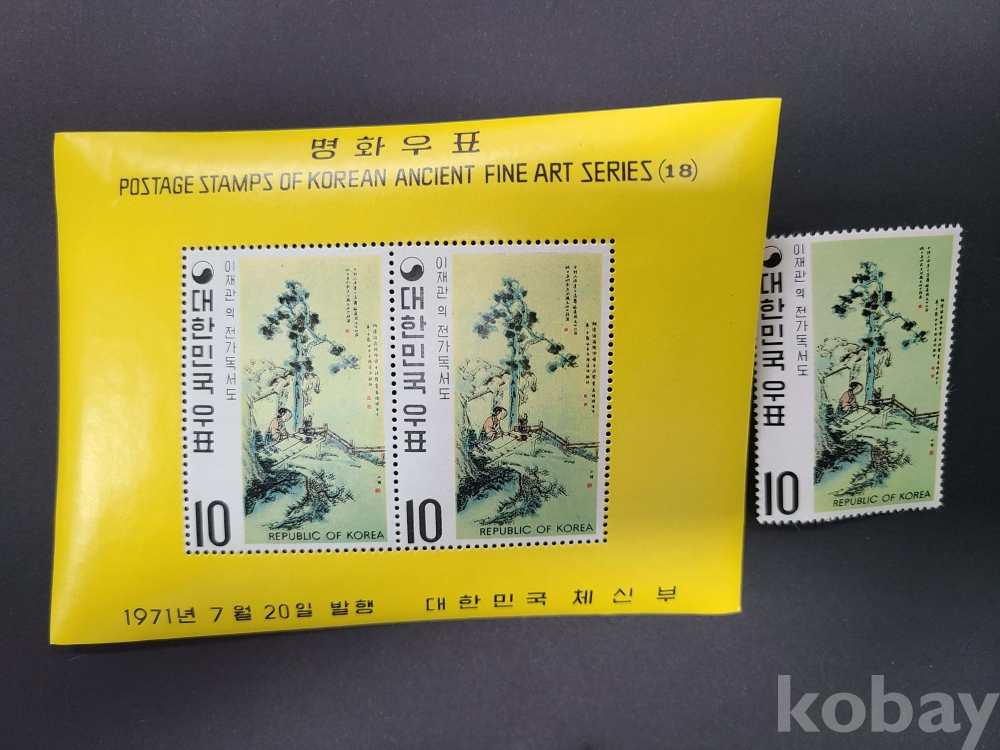 명화우표
POSTAGE STAMPS OF KOREAN ANCIENT FINE ART SERIES (18)
이재관의 전가독서도
대한민국 우표
10
REPUBLIC OF KOREA
이재관의 전가독서도
대한민국 우표
10
REPUBLIC OF KOREA
이재관의 전가독서도
대한민국 우표
10
REPUBLIC OF KOREA
1971년 7월 20일 발행 대한민국 체신부
kobay